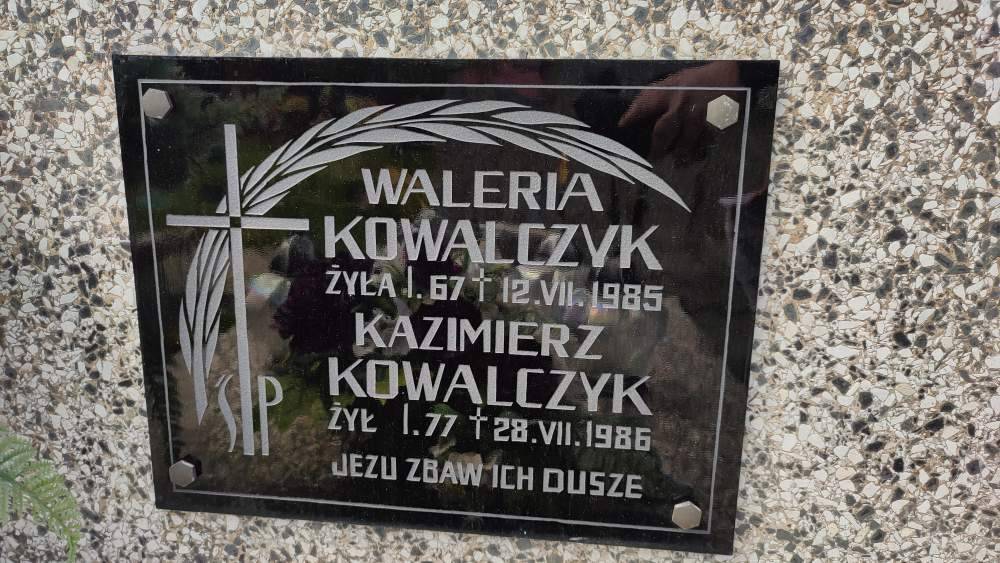 WALERIA
KOWALCZYK
ŻYŁA l. 67 † 12.VII.1985
KAZIMIERZ
KOWALCZYK
ŻYŁ l. 77 † 28.VII.1986
ŚP
JEZU ZBAW ICH DUSZE